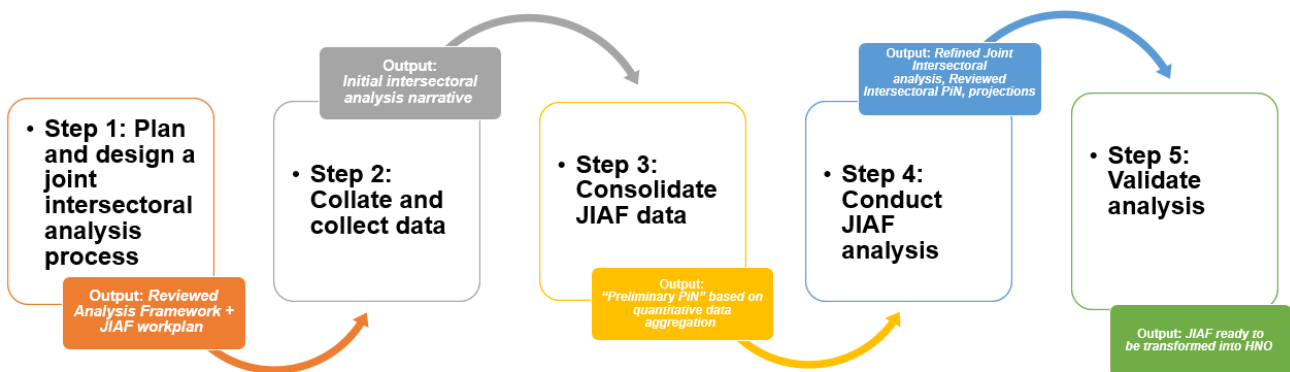 • Step 1: Plan
and design a
joint
intersectoral
analysis
process
Output: Reviewed
Analysis Framework +
JIAF workplan
Output:
Initial intersectoral
analysis narrative
• Step 2:
Collate and
collect data
• Step 3:
Consolidate
JIAF data
Output:
“Preliminary PiN” based on
quantitative data
aggregation
Output: Refined Joint
Intersectoral
analysis, Reviewed
Intersectoral PiN, projections
• Step 4:
Conduct
JIAF
analysis
• Step 5:
Validate
analysis
Output: JIAF ready to
be transformed into HNO